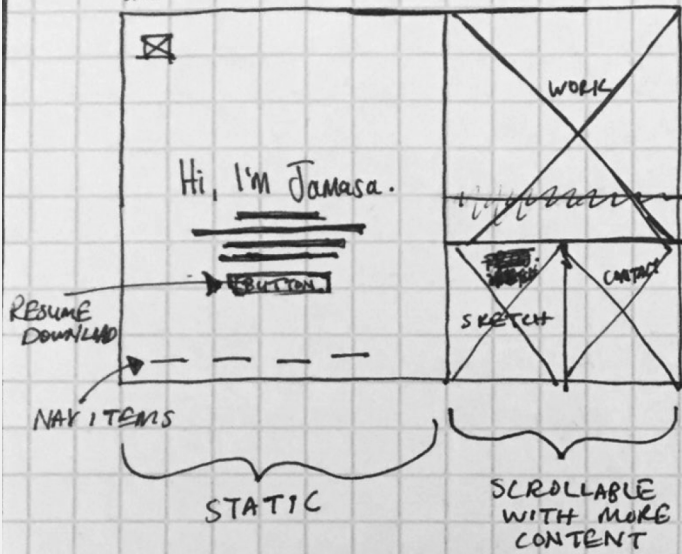 WORK
Hi, I'm Jamasa.
BUTTON
RESUME
DOWNLOAD
SKETCH
CONTACT
NAV ITEMS
STATIC
SCROLLABLE
WITH MORE
CONTENT